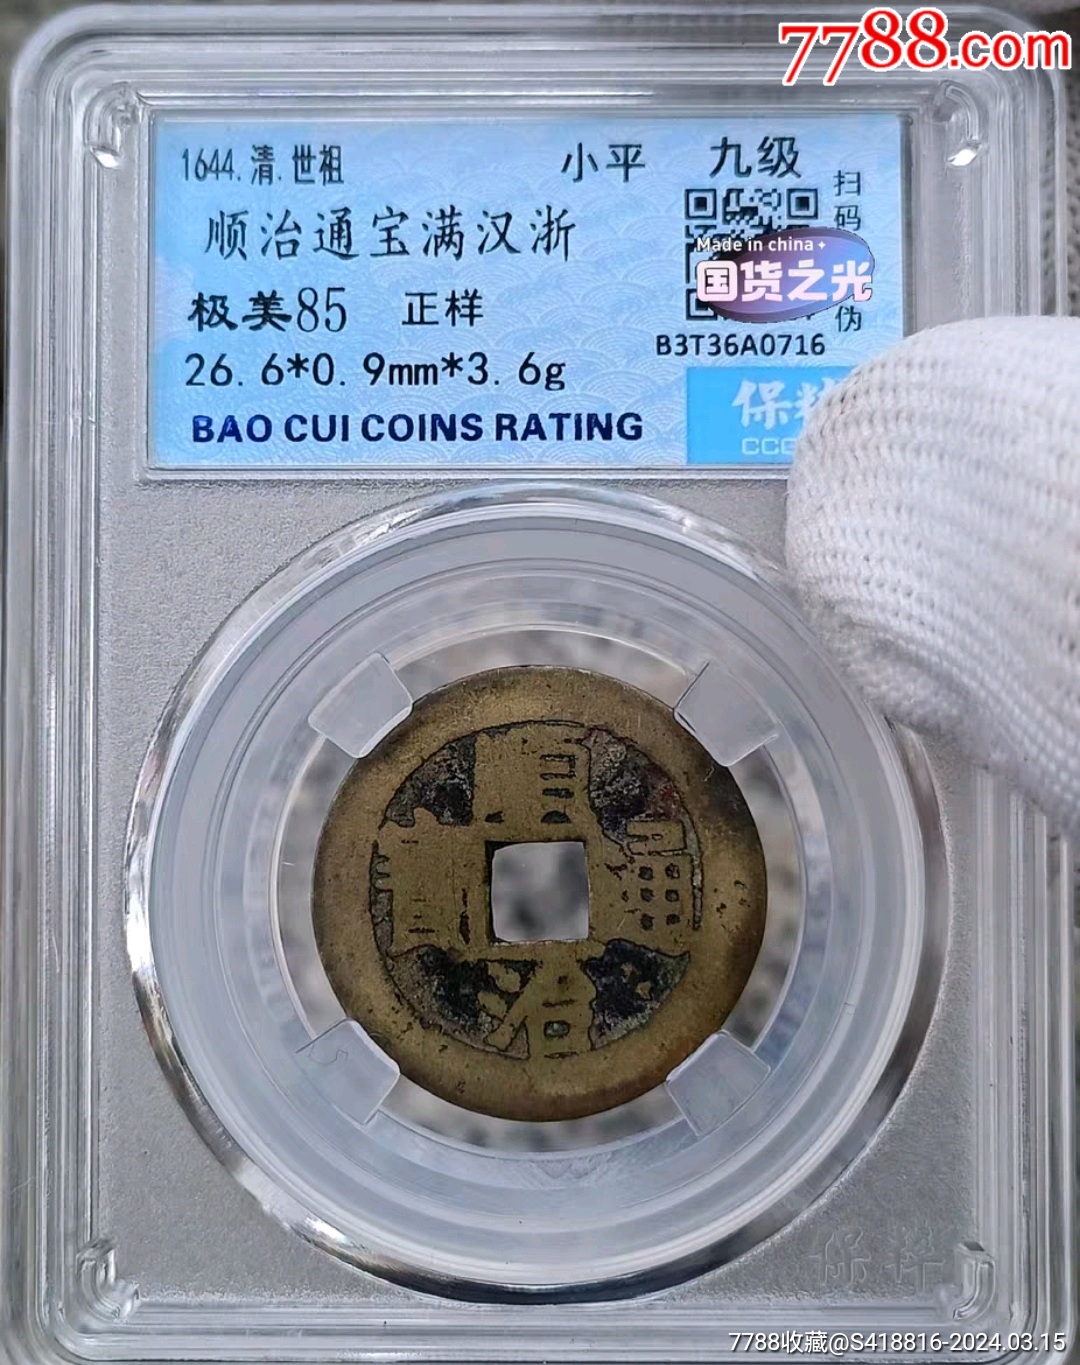 7788.com
1644.清.世祖
小平
九级
顺治通宝满汉浙
扫
码
伪
Made in china
国货之光
极美85 正样
B3T36A0716
26.6*0.9mm*3.6g
保粹
BAO CUI COINS RATING
治
保粹
7788收藏@S418816-2024.03.15